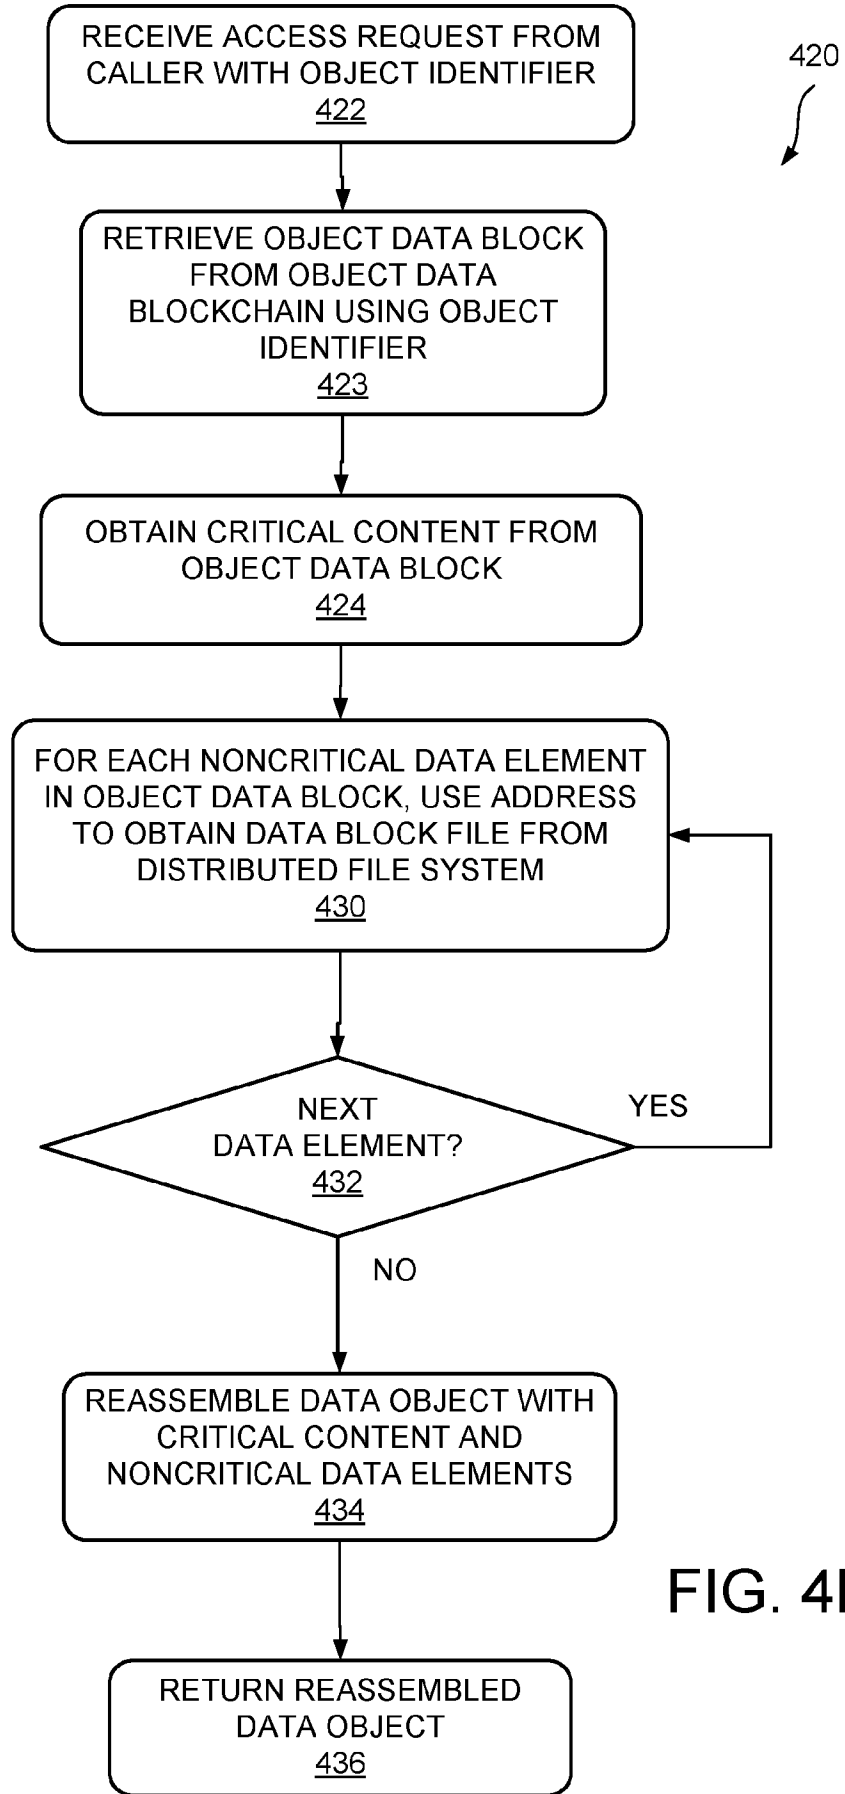 RECEIVE ACCESS REQUEST FROM
CALLER WITH OBJECT IDENTIFIER
422
420
RETRIEVE OBJECT DATA BLOCK
FROM OBJECT DATA
BLOCKCHAIN USING OBJECT
IDENTIFIER
423
OBTAIN CRITICAL CONTENT FROM
OBJECT DATA BLOCK
424
FOR EACH NONCRITICAL DATA ELEMENT
IN OBJECT DATA BLOCK, USE ADDRESS
TO OBTAIN DATA BLOCK FILE FROM
DISTRIBUTED FILE SYSTEM
430
NEXT
DATA ELEMENT?
432
YES
NO
REASSEMBLE DATA OBJECT WITH
CRITICAL CONTENT AND
NONCRITICAL DATA ELEMENTS
434
FIG. 4I
RETURN REASSEMBLED
DATA OBJECT
436